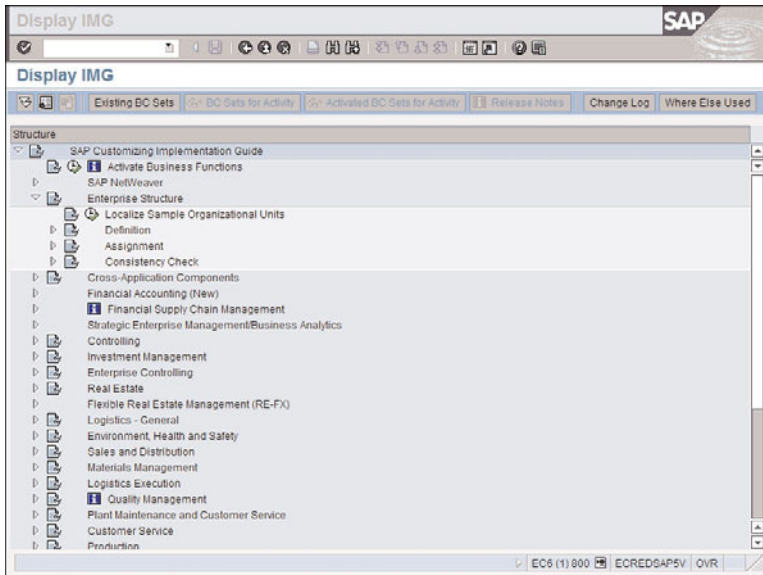 Display IMG
SAP
Display IMG
Existing BC Sets
BC Sets for Activity
Activated BC Sets for Activity
Release Notes
Change Log
Where Else Used
Structure
SAP Customizing Implementation Guide
Activate Business Functions
SAP NetWeaver
Enterprise Structure
Localize Sample Organizational Units
Definition
Assignment
Consistency Check
Cross-Application Components
Financial Accounting (New)
Financial Supply Chain Management
Strategic Enterprise Management/Business Analytics
Controlling
Investment Management
Enterprise Controlling
Real Estate
Flexible Real Estate Management (RE-FX)
Logistics - General
Environment, Health and Safety
Sales and Distribution
Materials Management
Logistics Execution
Quality Management
Plant Maintenance and Customer Service
Customer Service
Production
EC6 (1) 800 ECREDSAP5V OVR